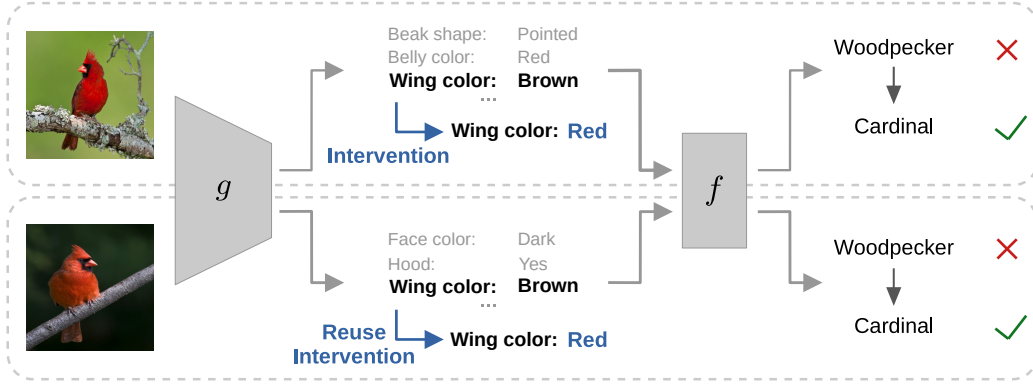 Beak shape: Pointed
Belly color: Red
Wing color: Brown
...
Wing color: Red
Intervention
Woodpecker
Cardinal
g
f
Face color: Dark
Hood: Yes
Wing color: Brown
...
Reuse
Intervention
Wing color: Red
Woodpecker
Cardinal